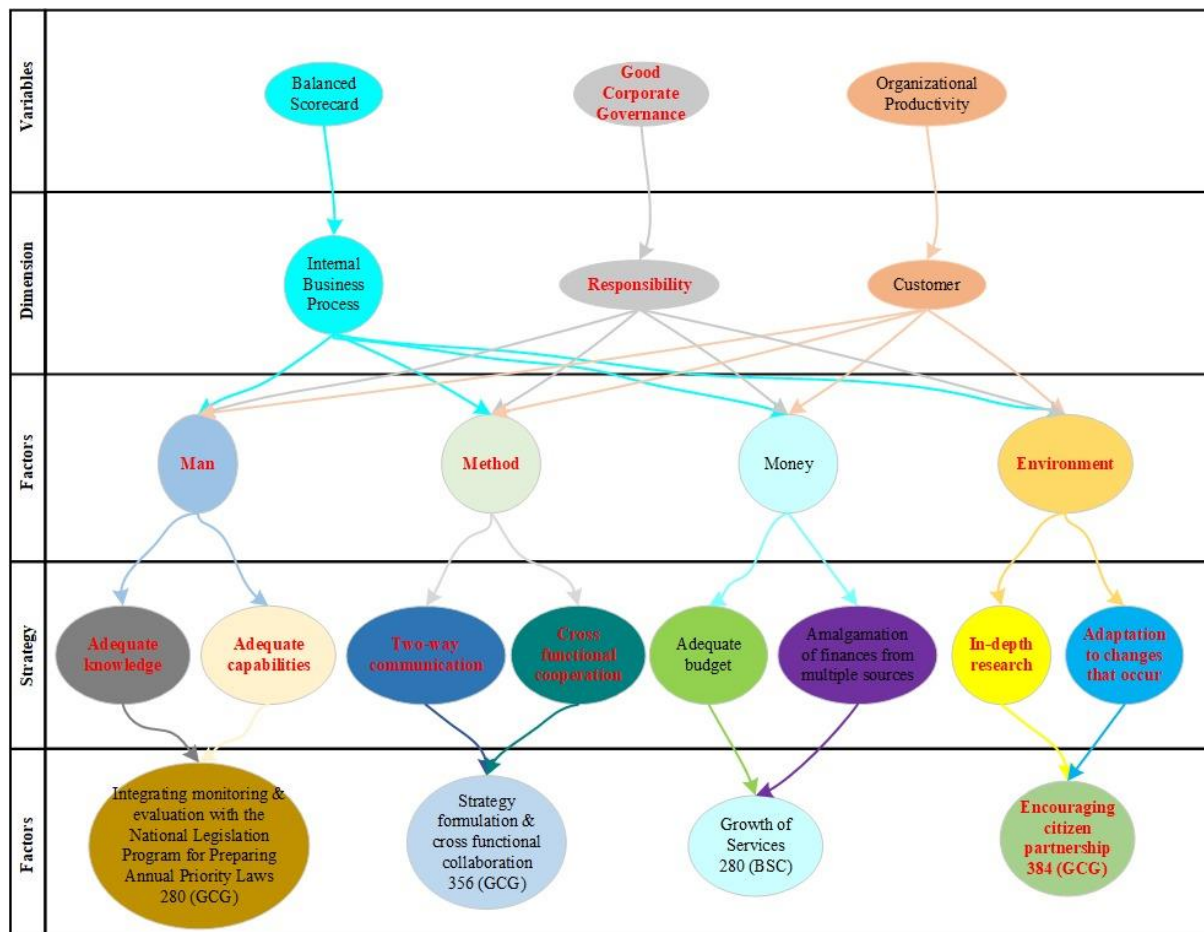 Variables
Balanced
Scorecard
Good
Corporate
Governance
Organizational
Productivity
Dimension
Internal
Business
Process
Responsibility
Customer
Factors
Man
Method
Money
Environment
Strategy
Adequate
knowledge
Adequate
capabilities
Two-way
communication
Cross
functional
cooperation
Adequate
budget
Amalgamation
of finances from
multiple sources
In-depth
research
Adaptation
to changes
that occur
Factors
Integrating monitoring &
evaluation with the
National Legislation
Program for Preparing
Annual Priority Laws
280 (GCG)
Strategy
formulation &
cross functional
collaboration
356 (GCG)
Growth of
Services
280 (BSC)
Encouraging
citizen
partnership
384 (GCG)